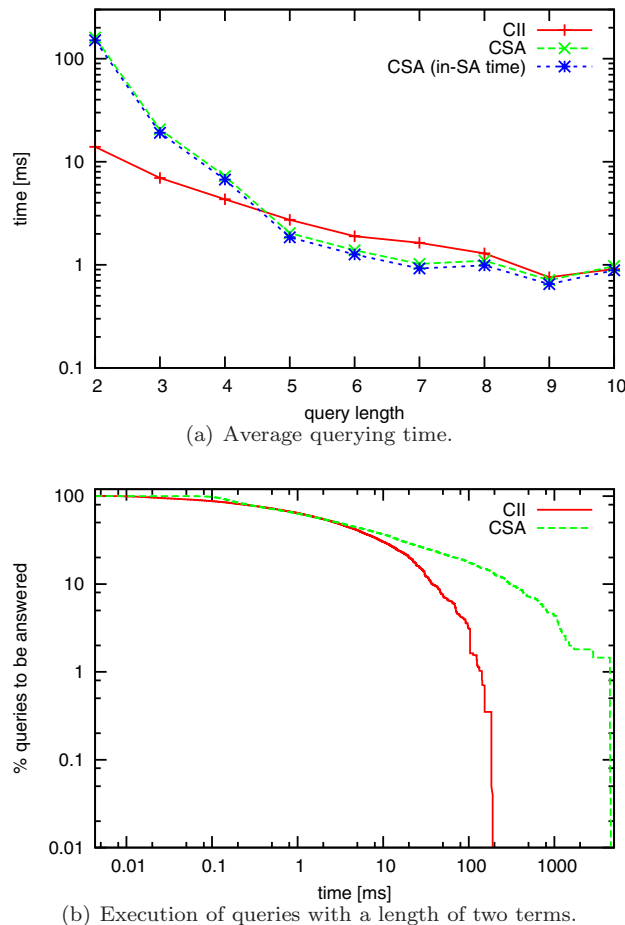 CII
CSA
CSA (in-SA time)
100
10
1
0.1
time [ms]
2 3 4 5 6 7 8 9 10
query length
(a) Average querying time.
CII
CSA
100
10
1
0.1
0.01
% queries to be answered
0.01 0.1 1 10 100 1000
time [ms]
(b) Execution of queries with a length of two terms.